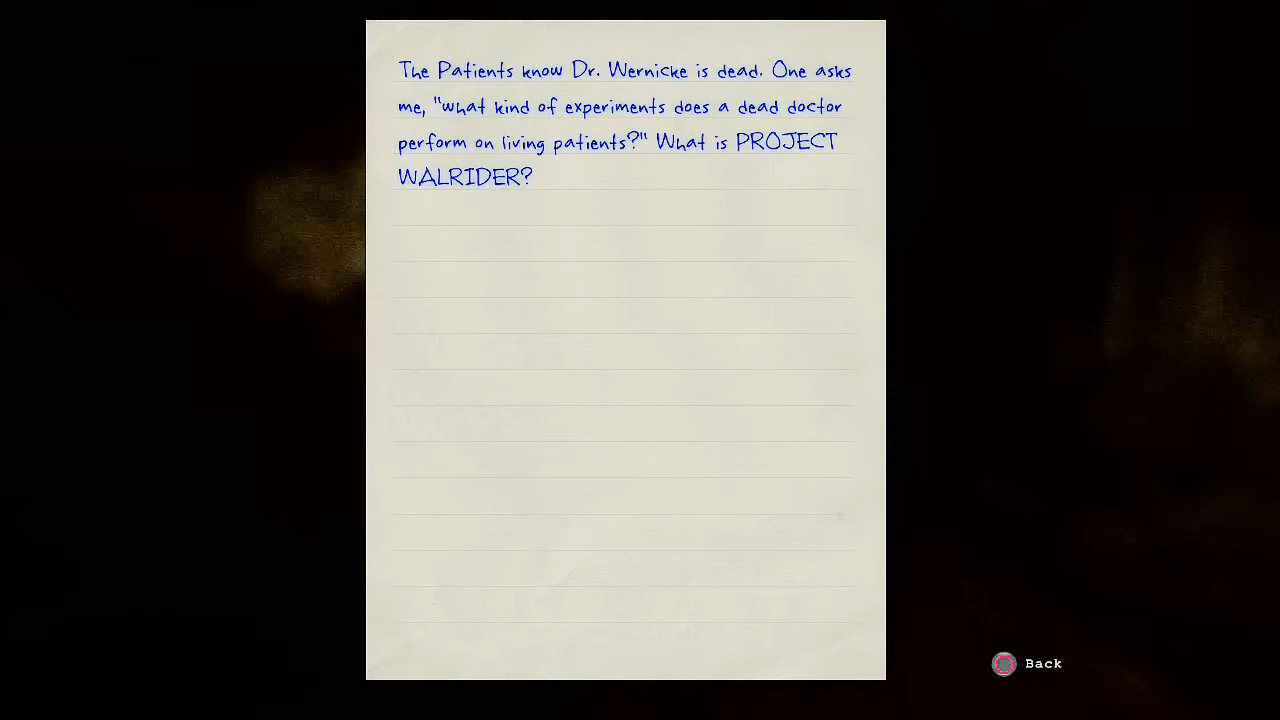 The Patients know Dr. Wernicke is dead. One asks
me, "what kind of experiments does a dead doctor
perform on living patients?" What is PROJECT
WALRIDER?
Back